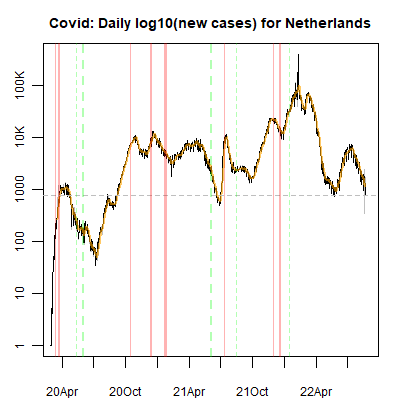 Covid: Daily log10(new cases) for Netherlands
100K
10K
1000
100
10
1
20Apr 20Oct 21Apr 21Oct 22Apr